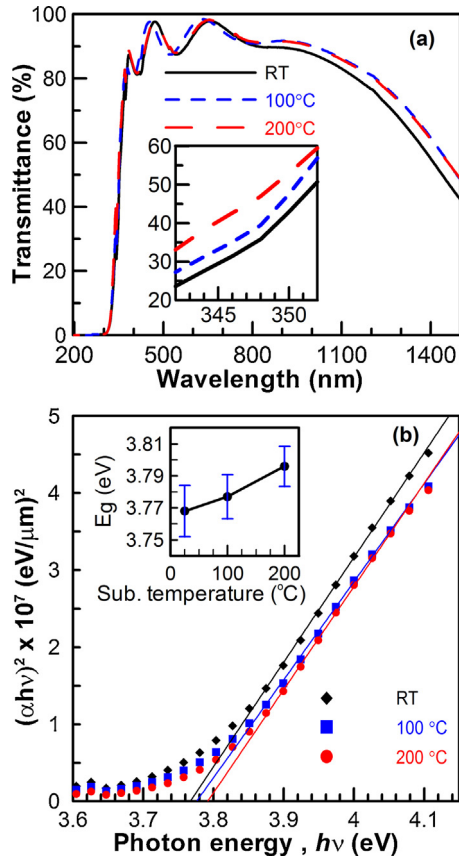 100
80
60
40
20
0
Transmittance (%)
(a)
RT
100°C
200°C
60
50
40
30
20
345
350
200
500
800
1100
1400
Wavelength (nm)
5
4
3
2
1
0
(αhν)² x 10⁷ (eV/μm)²
(b)
3.81
3.79
3.77
3.75
Eg (eV)
0
100
200
Sub. temperature (°C)
RT
100 °C
200 °C
3.6
3.7
3.8
3.9
4.0
4.1
Photon energy , hν (eV)